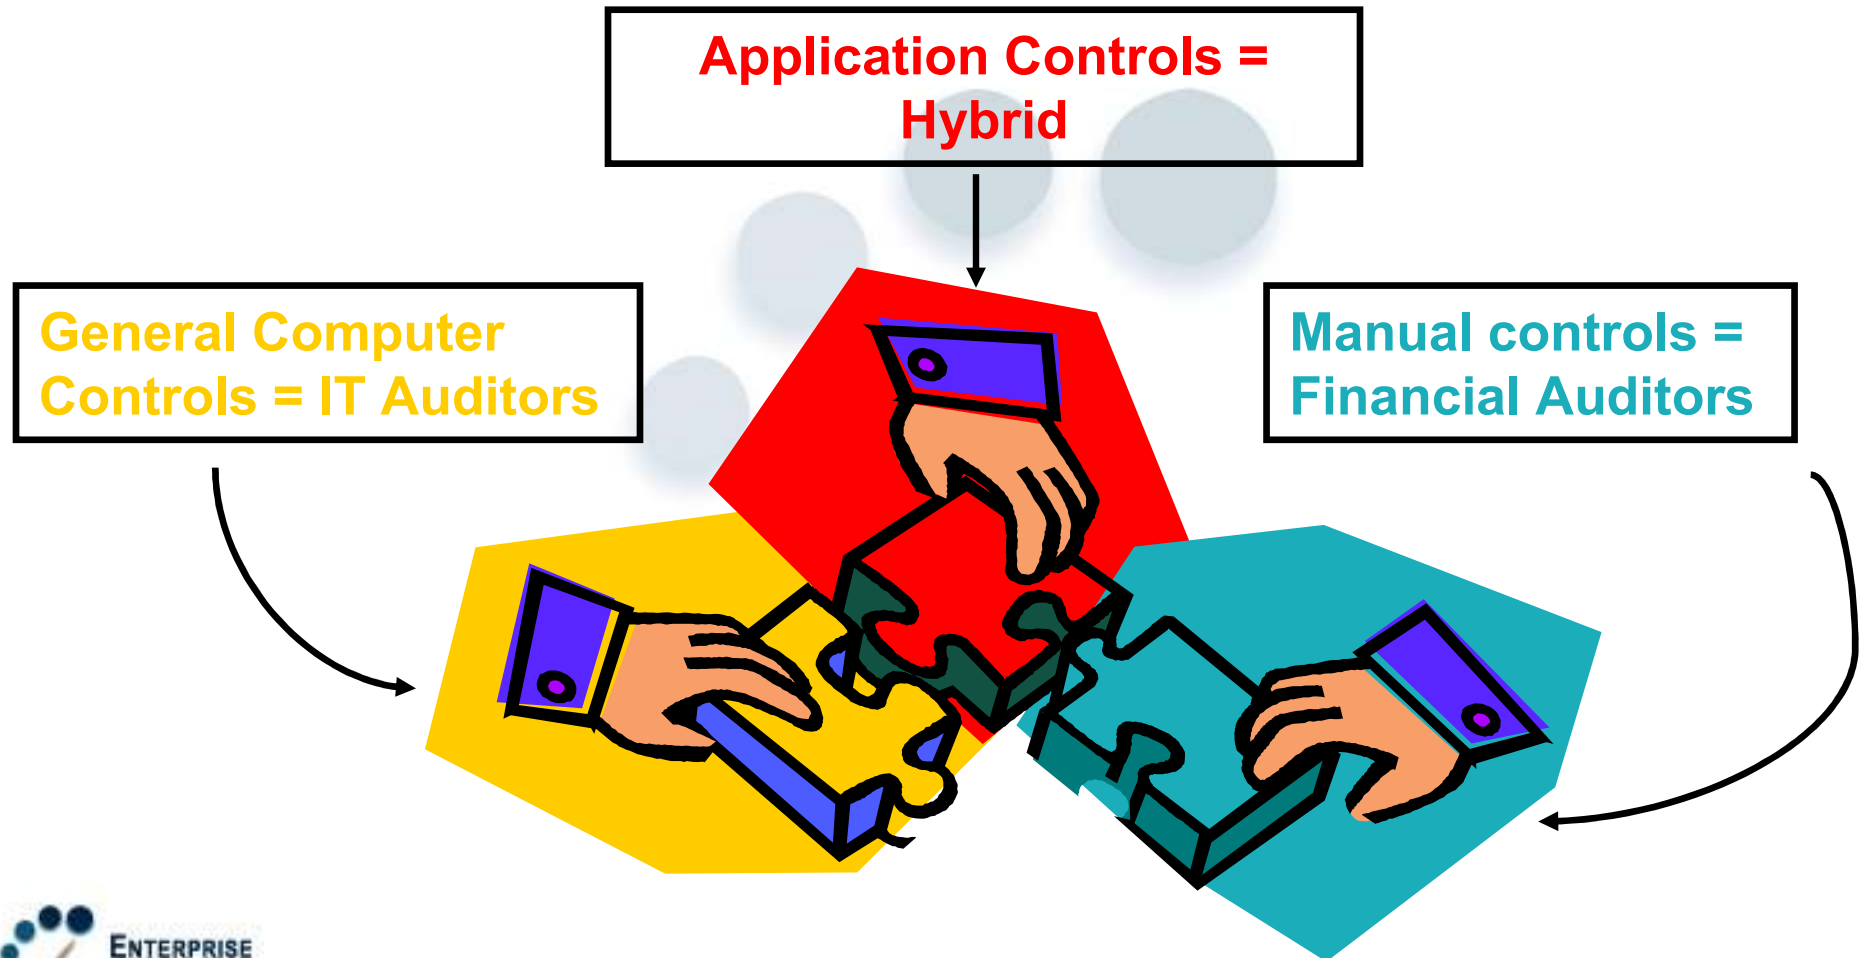 Application Controls =
Hybrid
General Computer
Controls = IT Auditors
Manual controls =
Financial Auditors
ENTERPRISE